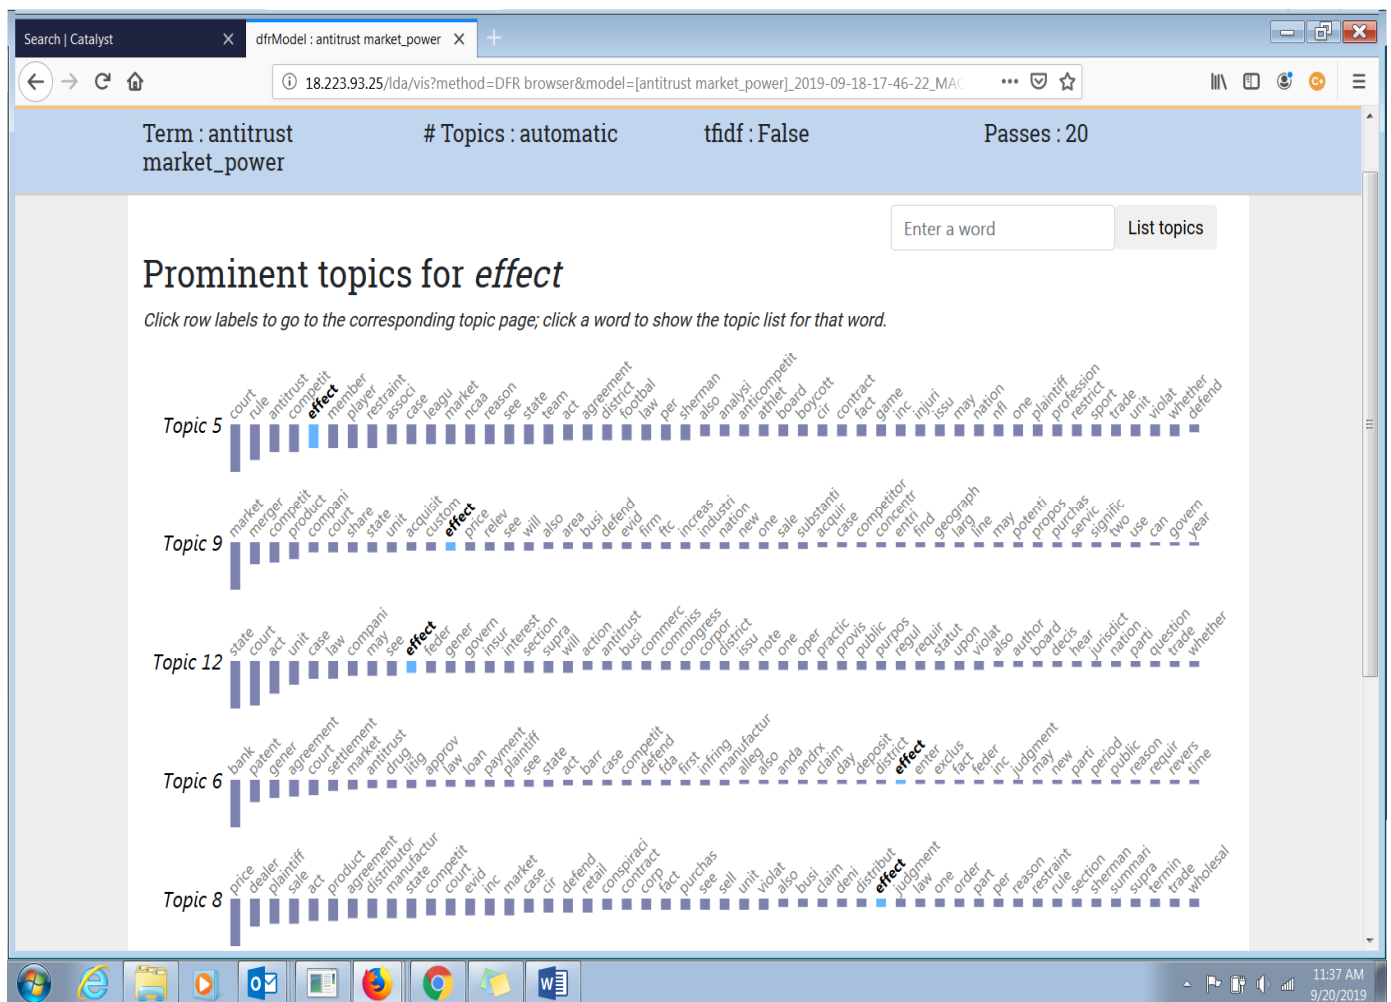 Search | Catalyst
dfrModel : antitrust market_power
18.223.93.25/lda/vis?method=DFR browser&model=[antitrust market_power]_2019-09-18-17-46-22_MAC
Term : antitrust market_power
# Topics : automatic
tfidf : False
Passes : 20
Enter a word
List topics
Prominent topics for effect
Click row labels to go to the corresponding topic page; click a word to show the topic list for that word.
Topic 5 court rule antitrust competit effect member player restraint associ case leagu market ncaa reason see state team act agreement district footbal law per sherman also analysi anticompetit athlet board boycott cir contract fact game inc injuri issu may nation nfl one plaintiff profession restrict sport trade unit violat whether defend
Topic 9 market merger competit product compani court share state unit acquisit custom effect price relev see will also area busi defend evid firm ftc increas industri nation new one sale substanti acquir case competitor concentr entri find geograph larg line may potenti propos purchas servic signific two use can govern year
Topic 12 state court act unit case law compani may see effect feder gener govern insur interest section supra will action antitrust busi commerc commiss congress corpor district issu note one oper practic provis public purpos regul requir statut upon violat also author board decis hear jurisdict nation parti question trade whether
Topic 6 bank patent gener agreement court settlement market antitrust drug litig approv law loan payment plaintiff see state act barr case competit defend fda first infring manufactur alleg also anda andrx claim day deposit district effect enter exclus fact feder inc judgment may new parti period public reason requir revers time
Topic 8 price dealer plaintiff sale act product agreement distributor manufactur state competit court evid inc market case cir defend retail conspiraci contract corp fact purchas see sell unit violat also busi claim deni distribut effect judgment law one order part per reason restraint rule section sherman summari supra termin trade wholesal
11:37 AM
9/20/2019